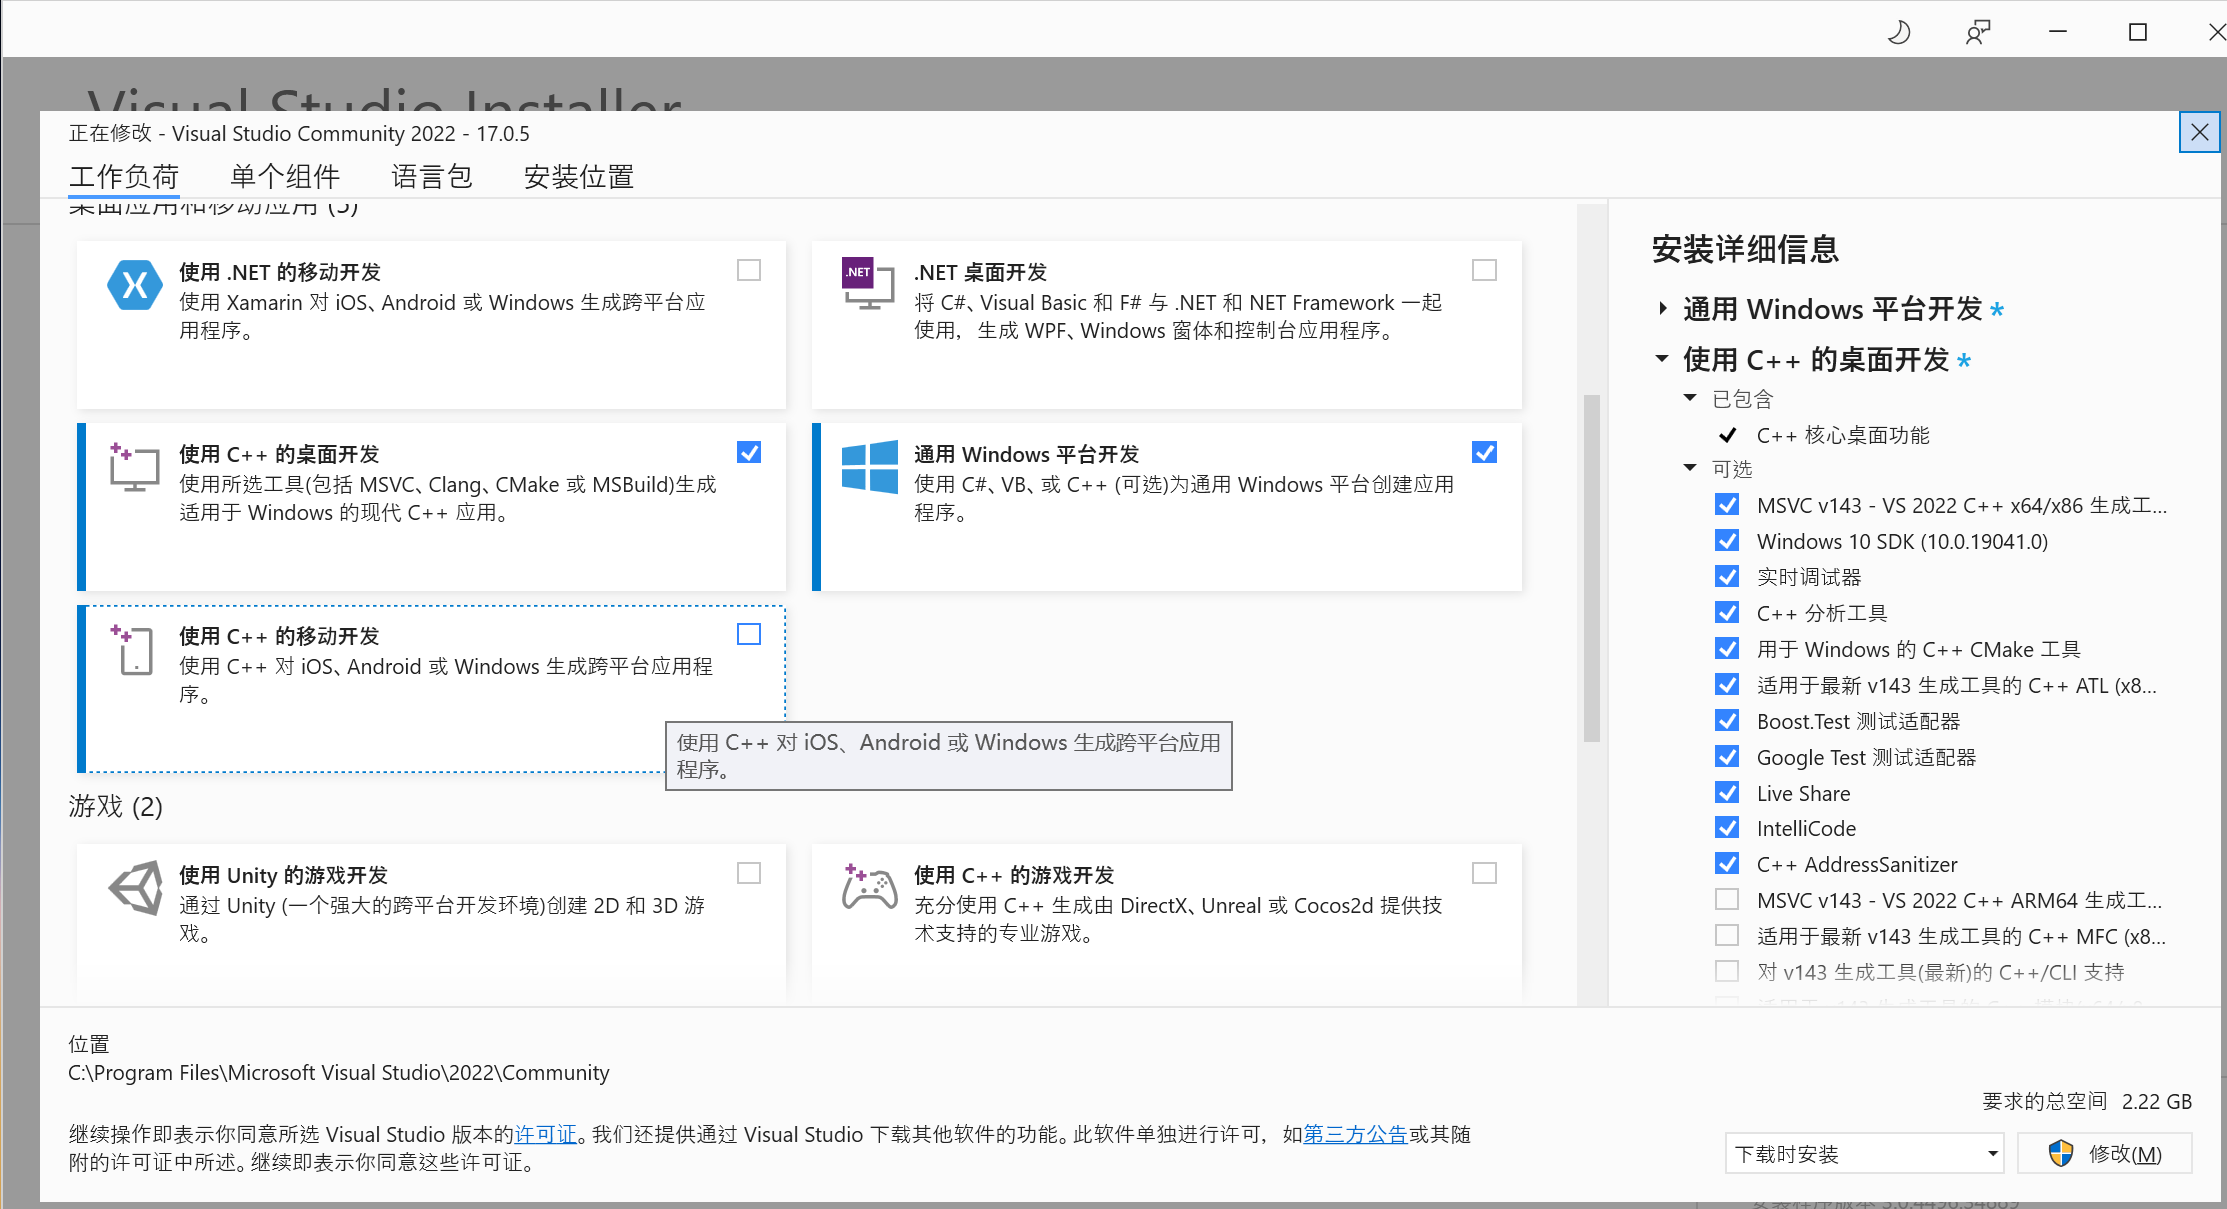 Visual Studio Installer
正在修改 - Visual Studio Community 2022 - 17.0.5
工作负荷 单个组件 语言包 安装位置
桌面应用和移动应用 (5)
使用 .NET 的移动开发
使用 Xamarin 对 iOS、Android 或 Windows 生成跨平台应
用程序。
.NET
.NET 桌面开发
将 C#、Visual Basic 和 F# 与 .NET 和 NET Framework 一起
使用，生成 WPF、Windows 窗体和控制台应用程序。
使用 C++ 的桌面开发
使用所选工具(包括 MSVC、Clang、CMake 或 MSBuild)生成
适用于 Windows 的现代 C++ 应用。
通用 Windows 平台开发
使用 C#、VB、或 C++ (可选)为通用 Windows 平台创建应用
程序。
使用 C++ 的移动开发
使用 C++ 对 iOS、Android 或 Windows 生成跨平台应用程
序。
使用 C++ 对 iOS、Android 或 Windows 生成跨平台应用
程序。
游戏 (2)
使用 Unity 的游戏开发
通过 Unity (一个强大的跨平台开发环境)创建 2D 和 3D 游
戏。
使用 C++ 的游戏开发
充分使用 C++ 生成由 DirectX、Unreal 或 Cocos2d 提供技
术支持的专业游戏。
安装详细信息
通用 Windows 平台开发 *
使用 C++ 的桌面开发 *
已包含
C++ 核心桌面功能
可选
MSVC v143 - VS 2022 C++ x64/x86 生成工...
Windows 10 SDK (10.0.19041.0)
实时调试器
C++ 分析工具
用于 Windows 的 C++ CMake 工具
适用于最新 v143 生成工具的 C++ ATL (x8...
Boost.Test 测试适配器
Google Test 测试适配器
Live Share
IntelliCode
C++ AddressSanitizer
MSVC v143 - VS 2022 C++ ARM64 生成工...
适用于最新 v143 生成工具的 C++ MFC (x8...
对 v143 生成工具(最新)的 C++/CLI 支持
位置
C:\Program Files\Microsoft Visual Studio\2022\Community
继续操作即表示你同意所选 Visual Studio 版本的许可证。我们还提供通过 Visual Studio 下载其他软件的功能。此软件单独进行许可，如第三方公告或其随
附的许可证中所述。继续即表示你同意这些许可证。
要求的总空间 2.22 GB
下载时安装
修改(M)